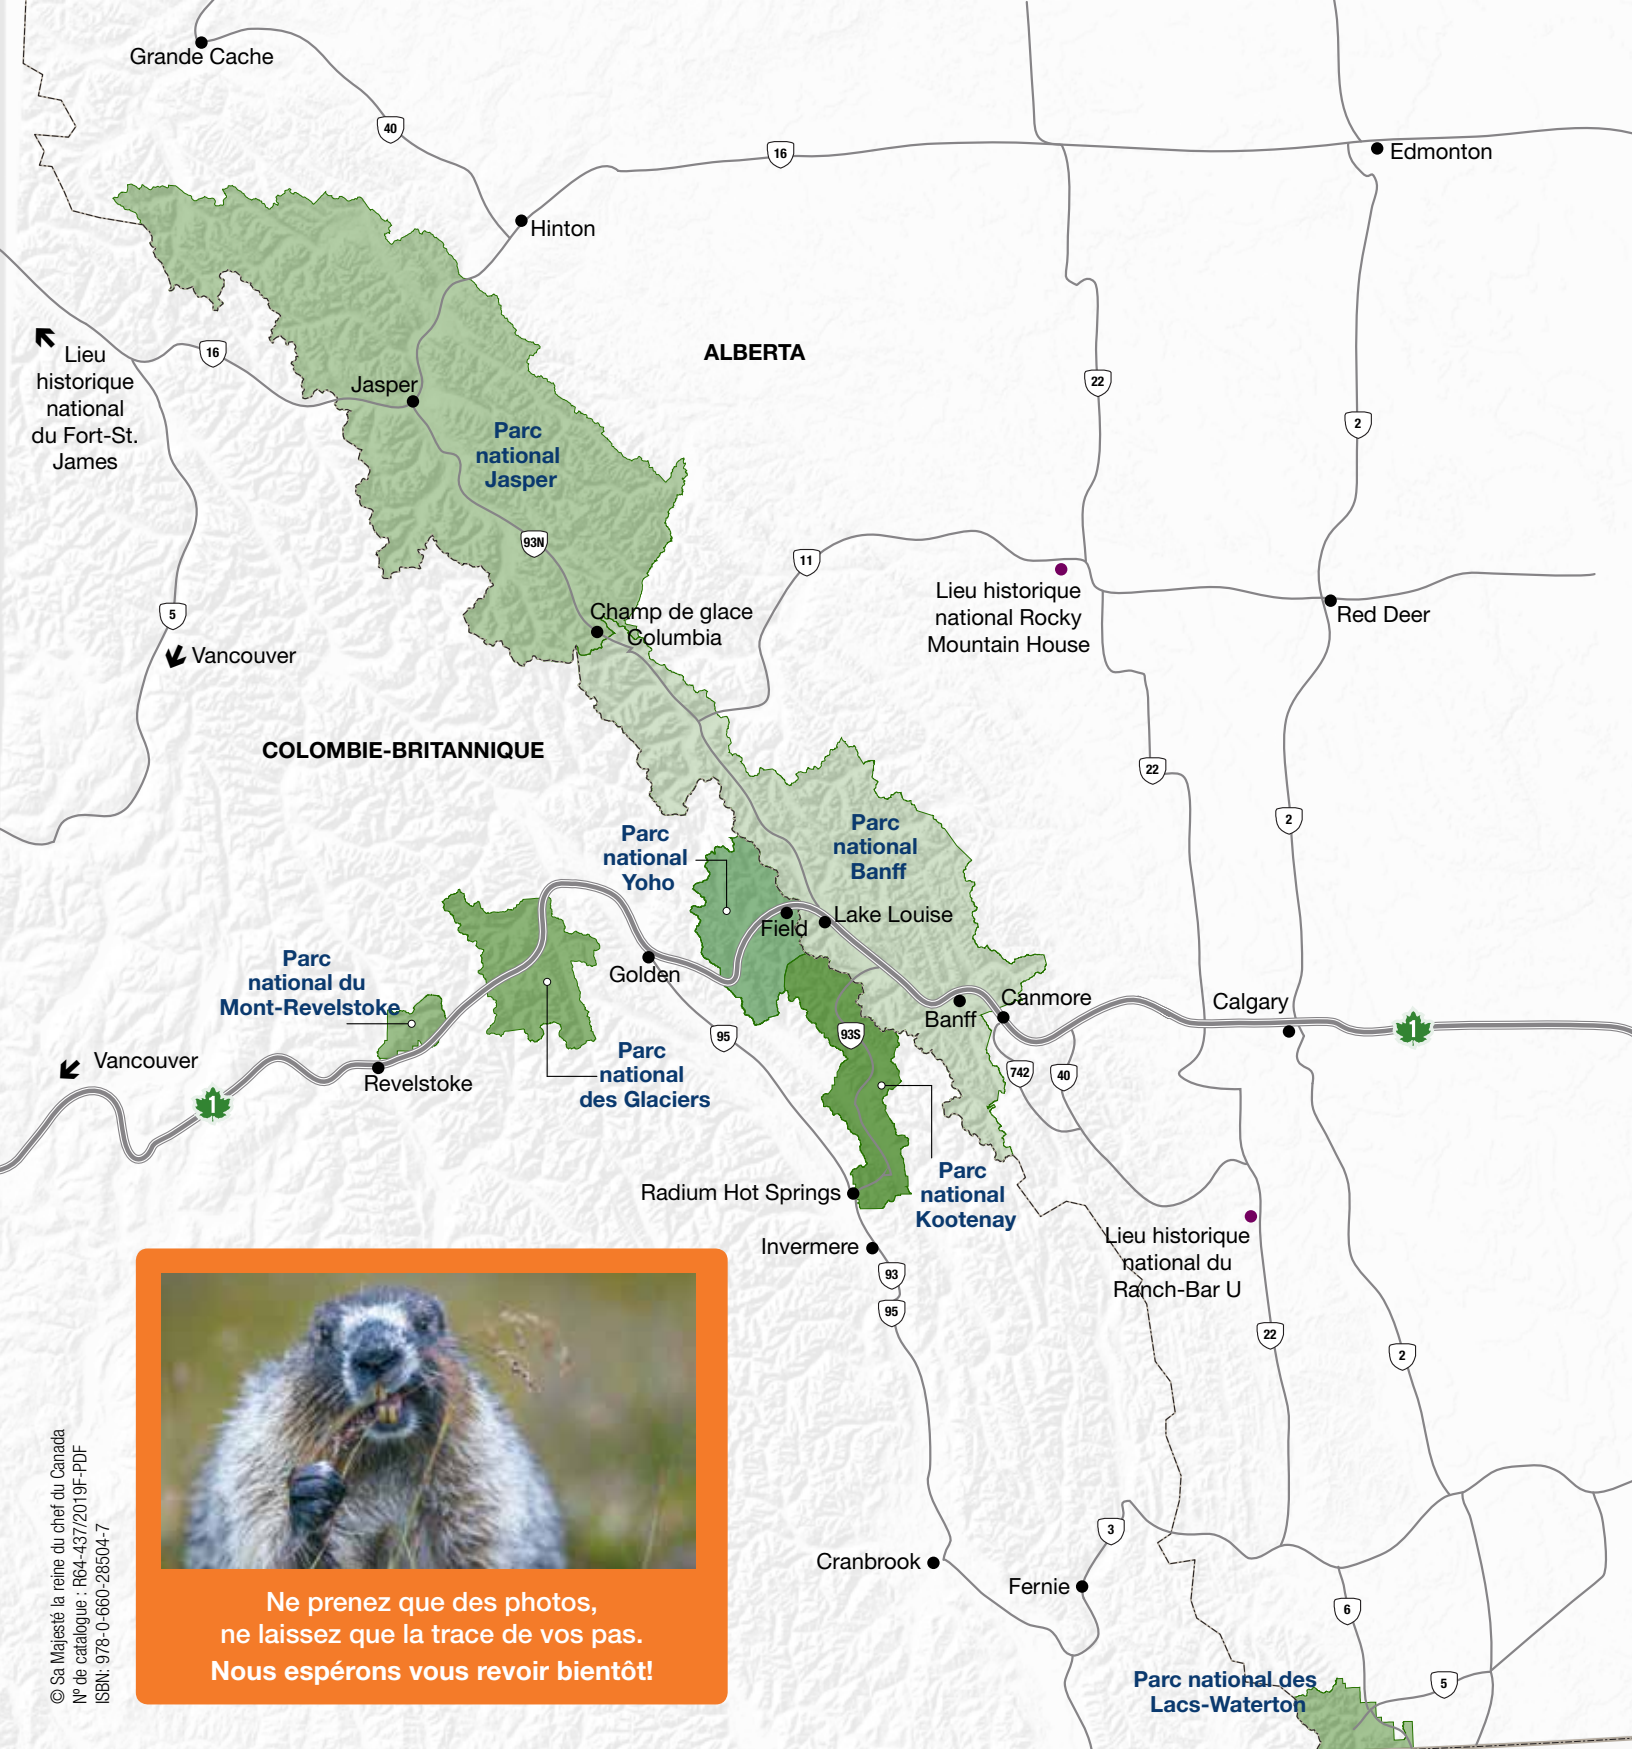 Grande Cache
40
16
Edmonton
Hinton
Lieu
historique
national
du Fort-St.
James
16
ALBERTA
Jasper
22
2
Parc
national
Jasper
93N
11
Lieu historique
national Rocky
Mountain House
Red Deer
5
Vancouver
Champ de glace
Columbia
COLOMBIE-BRITANNIQUE
22
2
Parc
national
Yoho
Parc
national
Banff
Field
Lake Louise
Golden
Parc
national du
Mont-Revelstoke
Canmore
Banff
Calgary
1
95
93S
Parc
national
des Glaciers
742
40
Vancouver
Revelstoke
1
Radium Hot Springs
Parc
national
Kootenay
Invermere
93
95
Lieu historique
national du
Ranch-Bar U
22
2
3
Cranbrook
Fernie
6
5
Parc national des
Lacs-Waterton
Ne prenez que des photos,
ne laissez que la trace de vos pas.
Nous espérons vous revoir bientôt!
© Sa Majesté la reine du chef du Canada
Nº de catalogue : R64-437/2019F-PDF
ISBN: 978-0-660-28504-7